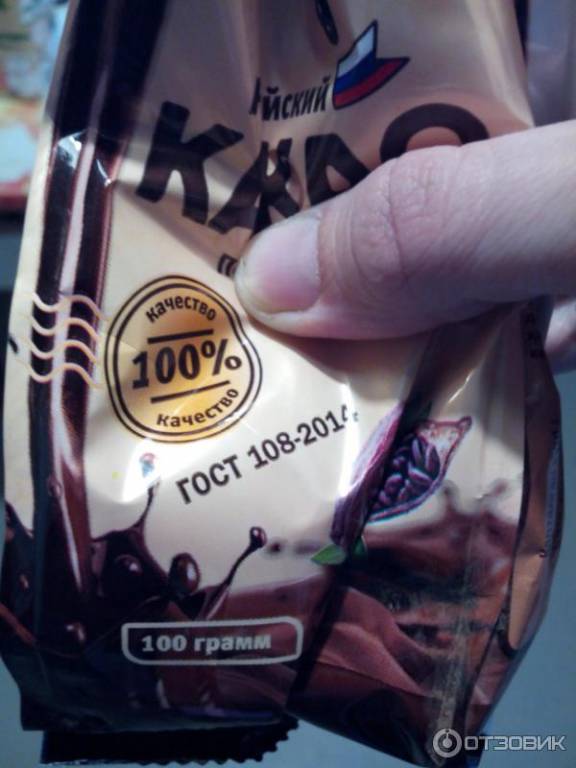 йский
КАКАО
качество
100%
качество
ГОСТ 108-2014
100 грамм
ОТЗОВИК